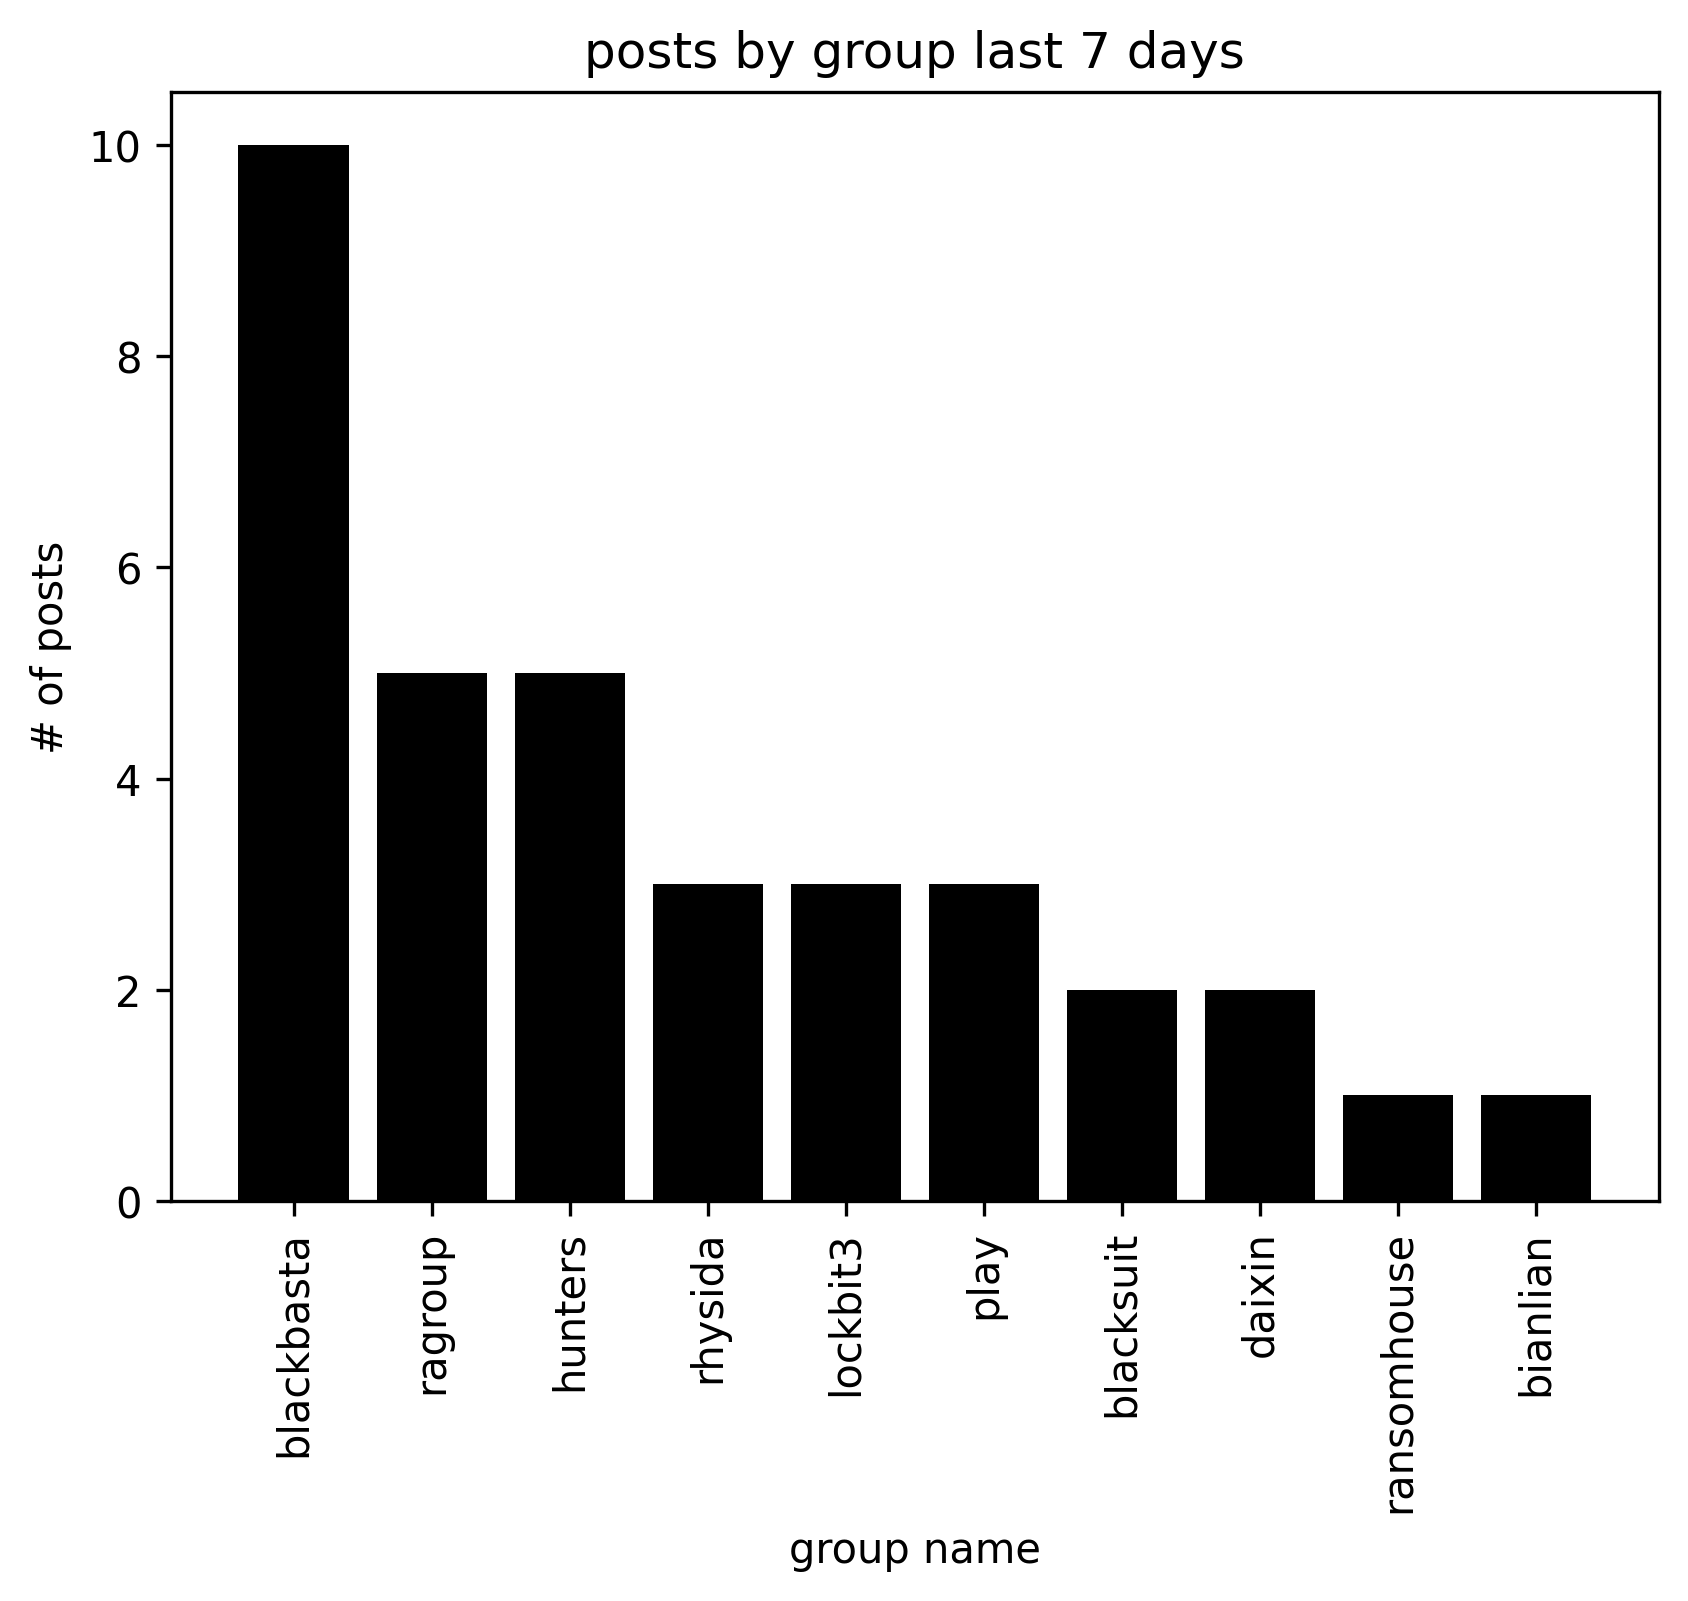 posts by group last 7 days
10
8
6
4
2
0
# of posts
blackbasta
ragroup
hunters
rhysida
lockbit3
play
blacksuit
daixin
ransomhouse
bianlian
group name